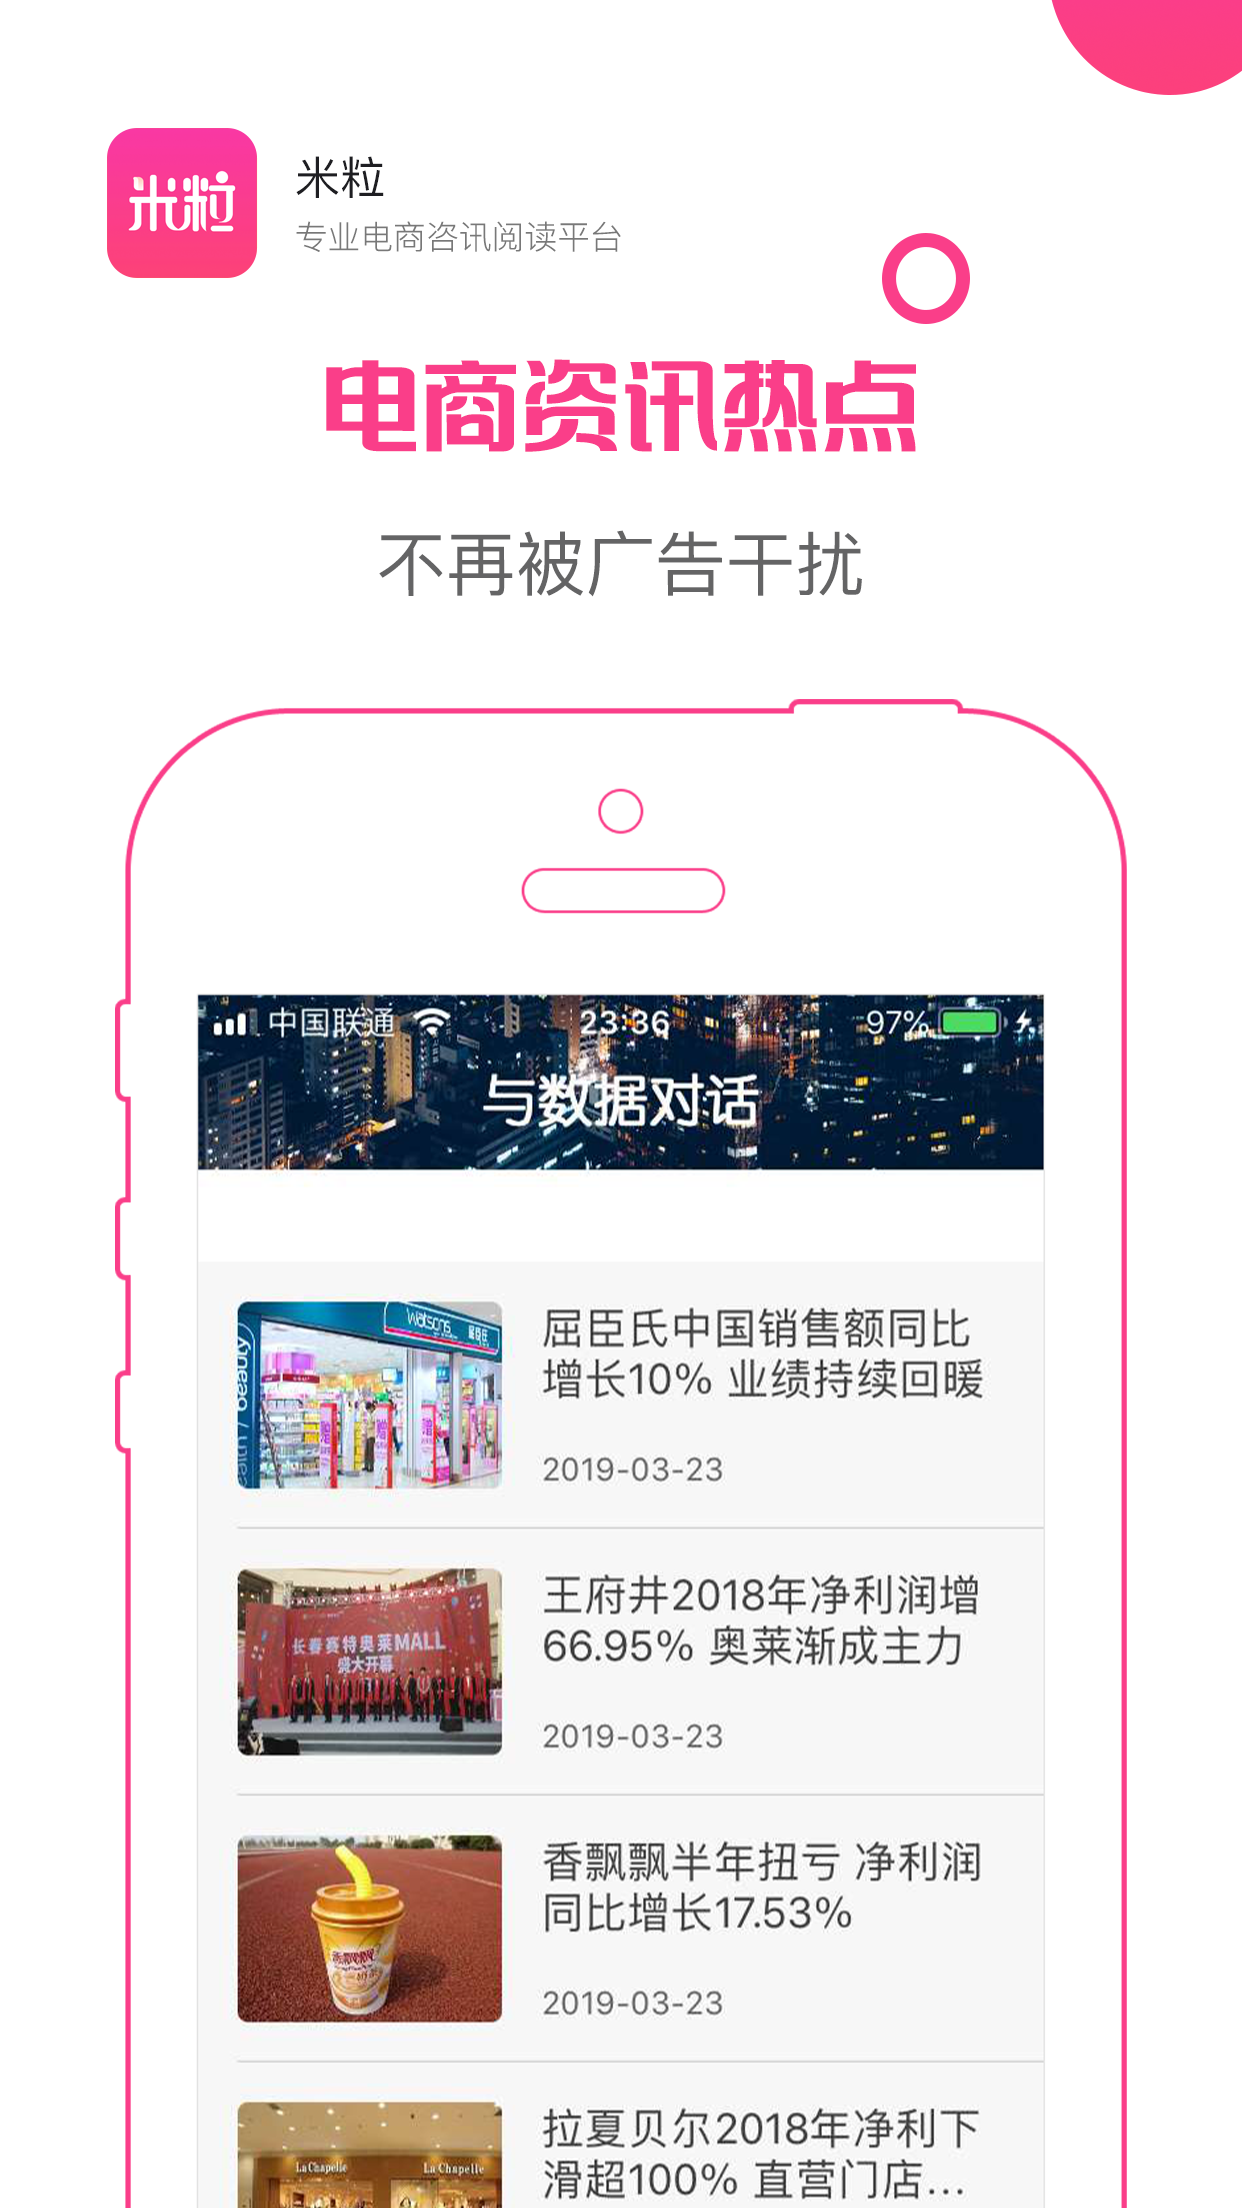 米粒
米粒
专业电商咨讯阅读平台
电商资讯热点
不再被广告干扰
中国联通 23:36 97%
与数据对话
watsons 屈臣氏
beauty
屈臣氏中国销售额同比
增长10% 业绩持续回暖
2019-03-23
长春赛特奥莱MALL
盛大开幕
王府井2018年净利润增
66.95% 奥莱渐成主力
2019-03-23
香飘飘
香飘飘半年扭亏 净利润
同比增长17.53%
2019-03-23
La Chapelle La Chapelle
拉夏贝尔2018年净利下
滑超100% 直营门店...